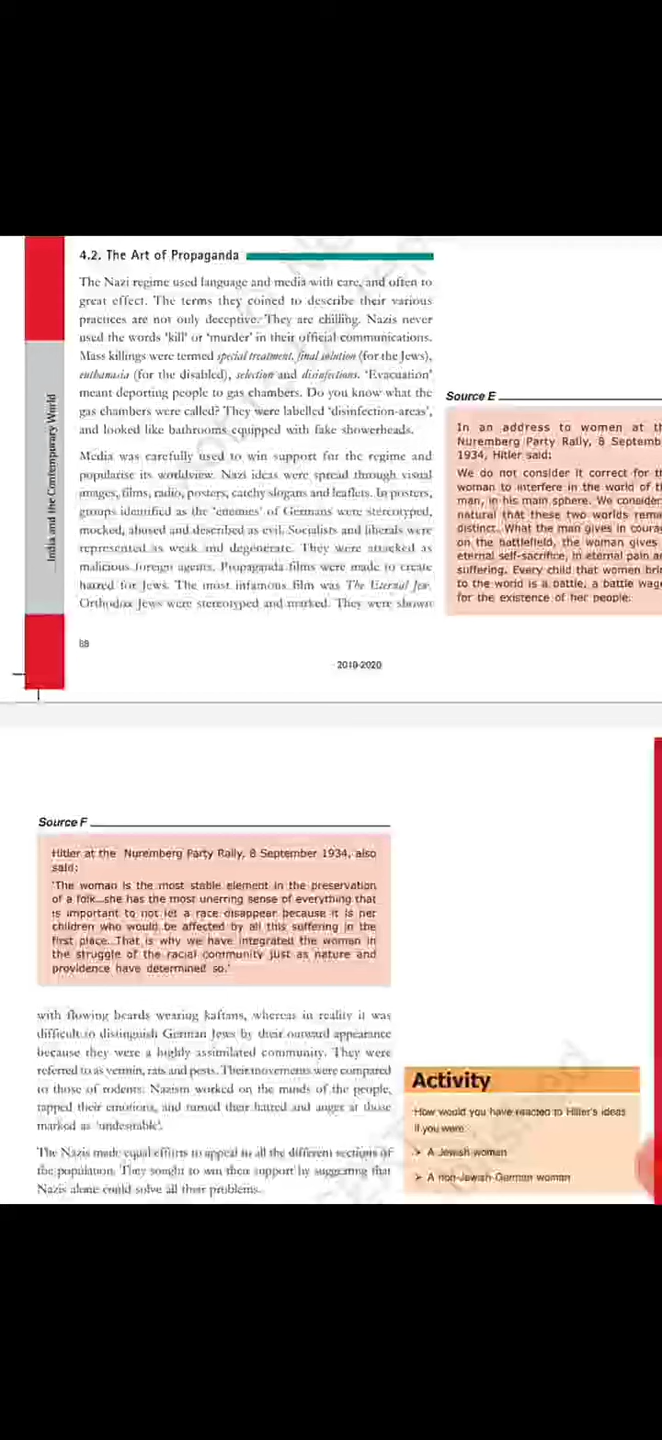 4.2. The Art of Propaganda
The Nazi regime used language and media with care, and often to
great effect. The terms they coined to describe their various
practices are not only deceptive. They are chilling. Nazis never
used the words 'kill' or 'murder' in their official communications.
Mass killings were termed special treatment, final solution (for the Jews),
euthanasia (for the disabled), selection and disinfections. 'Evacuation'
meant deporting people to gas chambers. Do you know what the
gas chambers were called? They were labelled 'disinfection-areas',
and looked like bathrooms equipped with fake showerheads.
Media was carefully used to win support for the regime and
popularise its worldview. Nazi ideas were spread through visual
images, films, radio, posters, catchy slogans and leaflets. In posters,
groups identified as the 'enemies' of Germans were stereotyped,
mocked, abused and described as evil. Socialists and liberals were
represented as weak and degenerate. They were attacked as
malicious foreign agents. Propaganda films were made to create
hatred for Jews. The most infamous film was The Eternal Jew.
Orthodox Jews were stereotyped and marked. They were shown
India and the Contemporary World
Source E
In an address to women at
Nuremberg Party Rally, 8 Septemb
1934, Hitler said:
We do not consider it correct for
woman to interfere in the world of
man, in his main sphere. We consider
natural that these two worlds rema
distinct...What the man gives in coura
on the battlefield, the woman gives
eternal self-sacrifice, in eternal pain
suffering. Every child that women
to the world is a battle, a battle wag
for the existence of her people.
68
2019-2020
Source F
Hitler at the Nuremberg Party Rally, 8 September 1934, also
said:
'The woman is the most stable element in the preservation
of a folk...she has the most unerring sense of everything that
is important to not let a race disappear because it is her
children who would be affected by all this suffering in the
first place...That is why we have integrated the woman in
the struggle of the racial community just as nature and
providence have determined so.'
with flowing beards wearing kaftans, whereas in reality it was
difficult to distinguish German Jews by their outward appearance
because they were a highly assimilated community. They were
referred to as vermin, rats and pests. Their movements were compared
to those of rodents. Nazism worked on the minds of the people,
tapped their emotions, and turned their hatred and anger at those
marked as 'undesirable'.
The Nazis made equal efforts to appeal to all the different sections of
the population. They sought to win their support by suggesting that
Nazis alone could solve all their problems.
Activity
How would you have reacted to Hitler's ideas
if you were:
➢ A Jewish woman
➢ A non-Jewish German woman